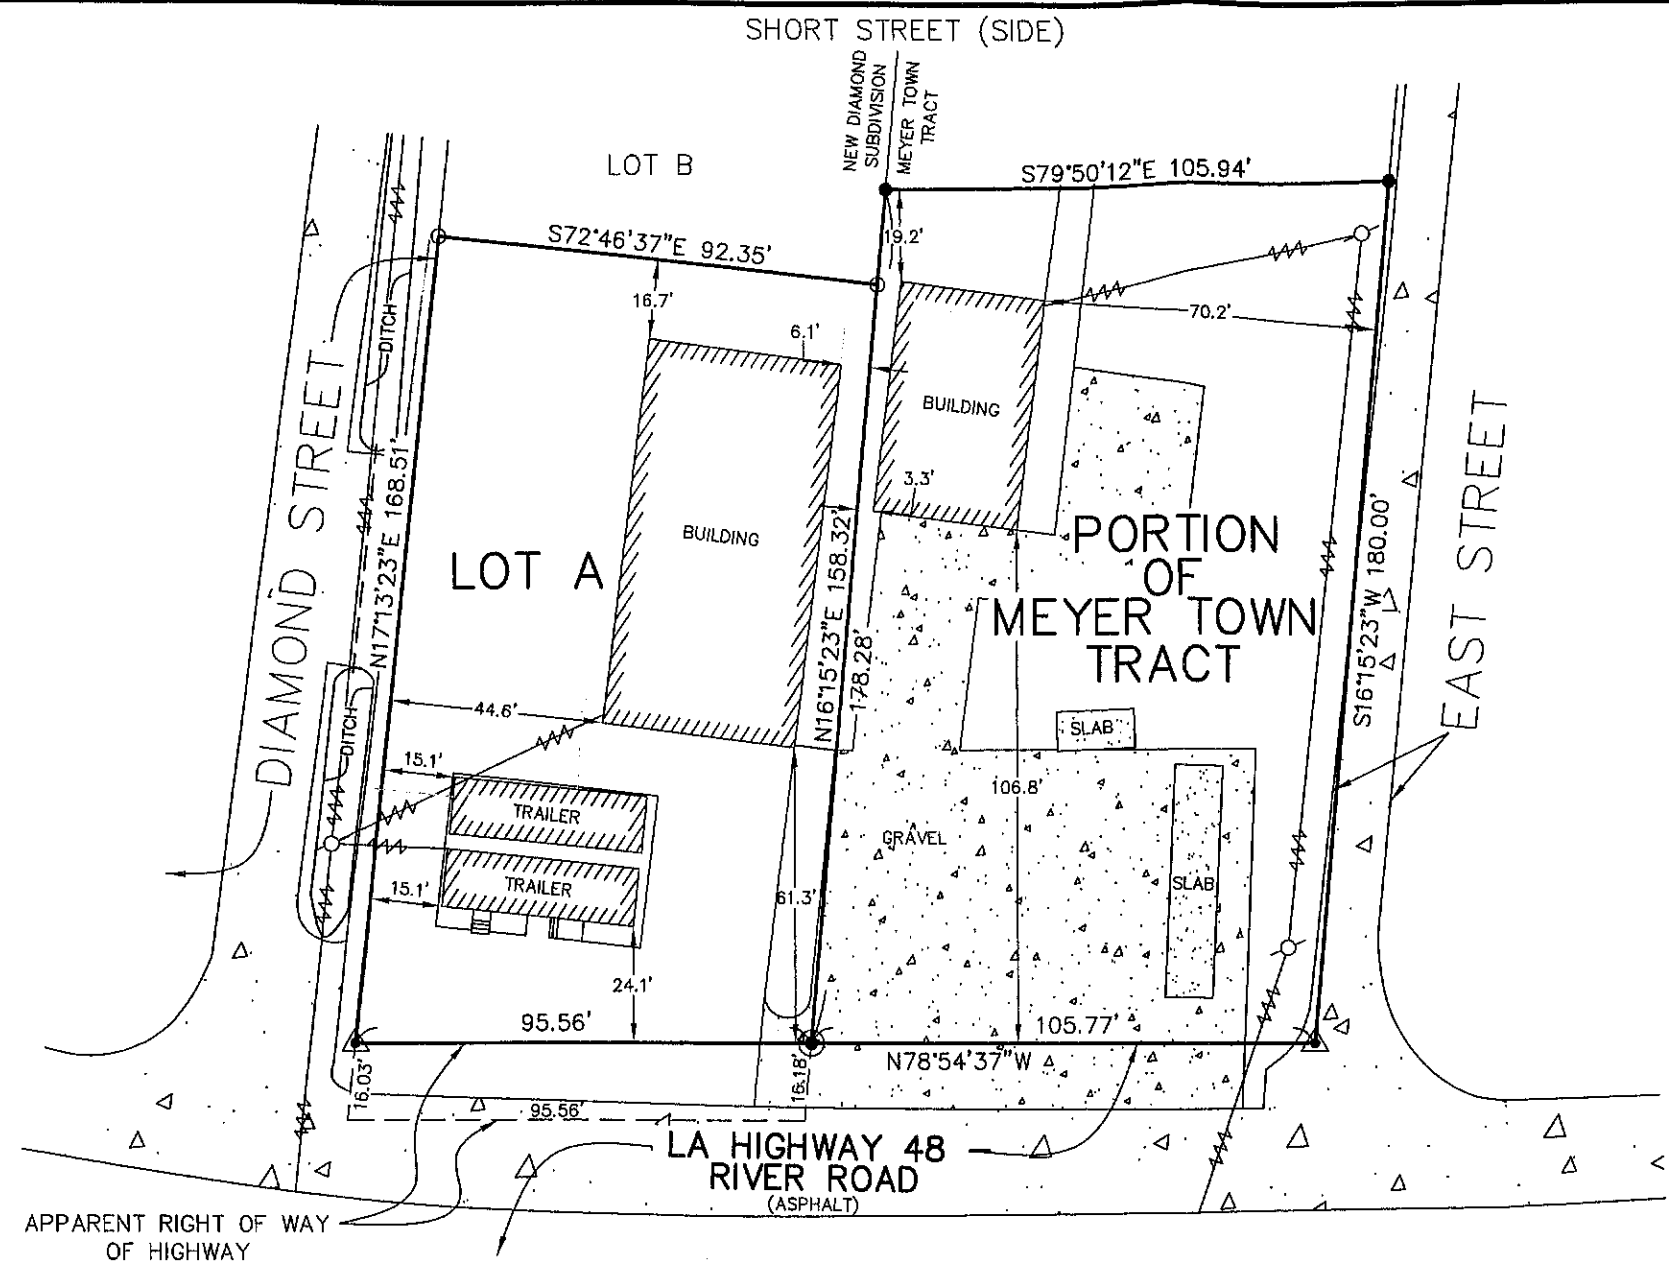 SHORT STREET (SIDE)
NEW DIAMOND
SUBDIVISION
MEYER TOWN
TRACT
LOT B
S79°50'12"E 105.94'
S72°46'37"E 92.35'
19.2'
16.7'
6.1'
70.2'
DITCH
BUILDING
BUILDING
3.3'
DIAMOND STREET
N17°13'23"E 168.51'
LOT A
N16°15'23"E 158.32'
178.28'
PORTION
OF
MEYER TOWN
TRACT
S16°15'23"W 180.00'
EAST STREET
44.6'
DITCH
SLAB
15.1'
TRAILER
106.8'
GRAVEL
SLAB
15.1'
TRAILER
61.3'
24.1'
95.56'
105.77'
N78°54'37"W
16.03'
16.18'
95.56'
LA HIGHWAY 48
RIVER ROAD
(ASPHALT)
APPARENT RIGHT OF WAY
OF HIGHWAY